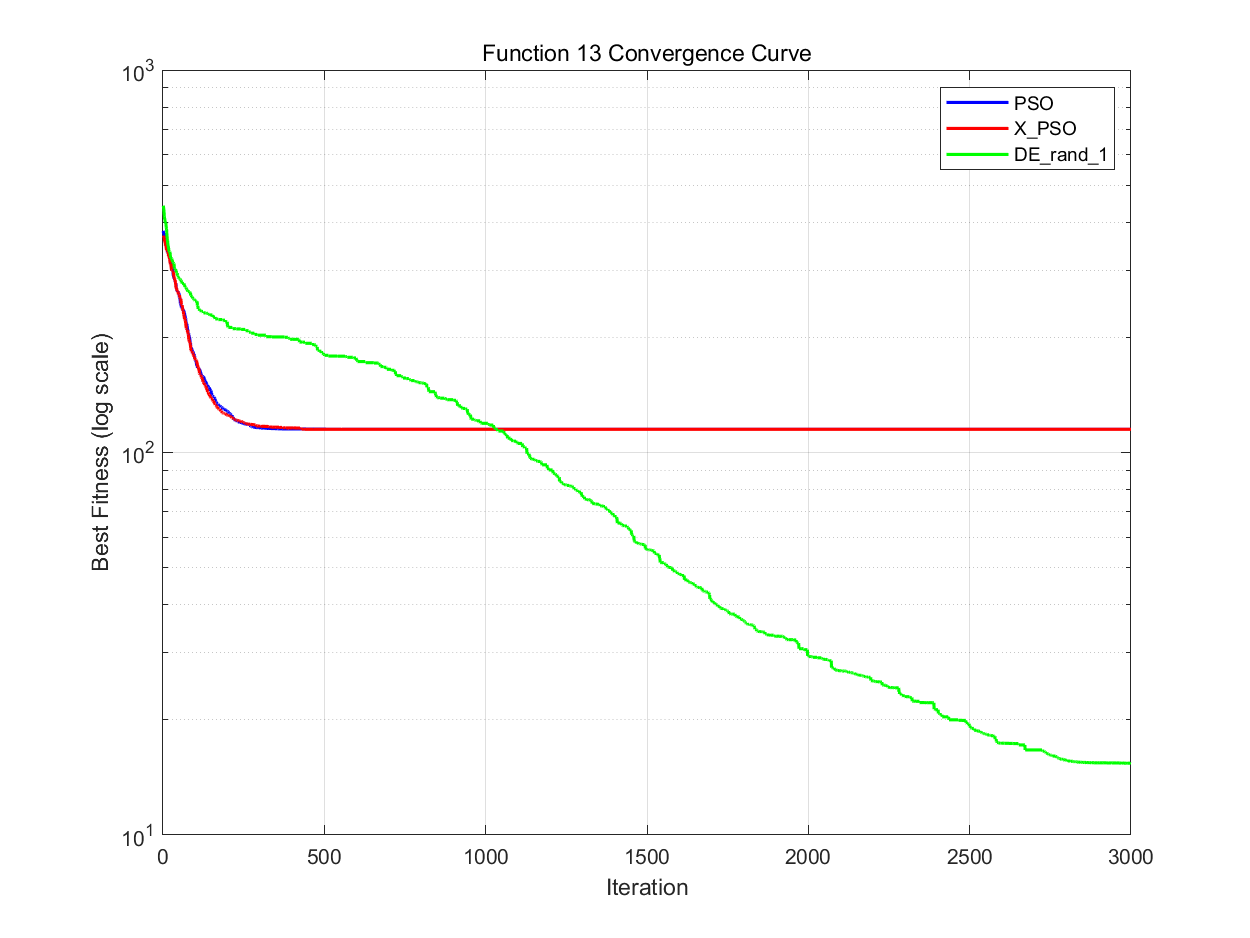 Function 13 Convergence Curve
10^3
PSO
X_PSO
DE_rand_1
Best Fitness (log scale)
10^2
10^1
0 500 1000 1500 2000 2500 3000
Iteration